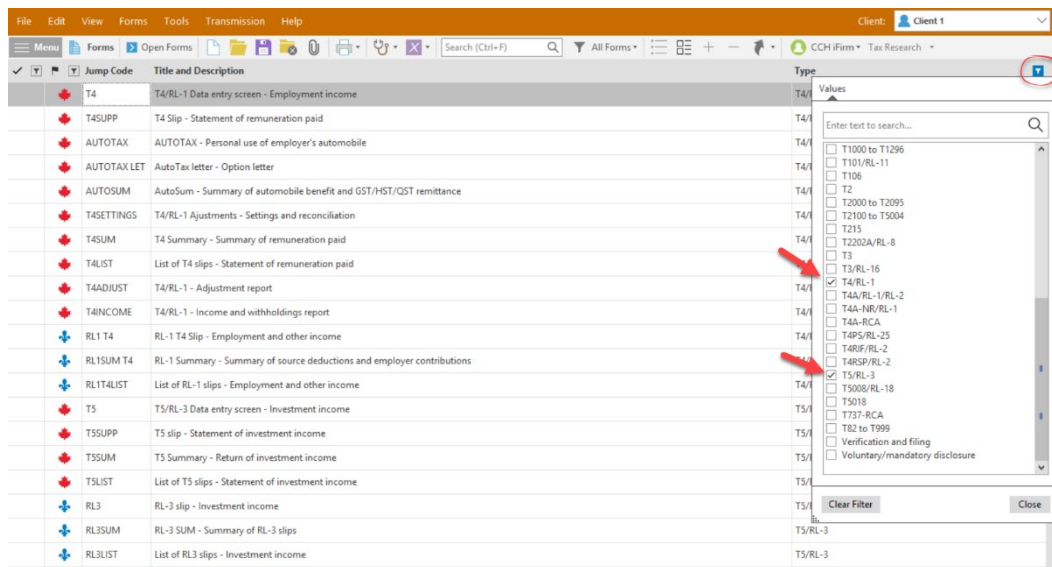 File Edit View Forms Tools Transmission Help Client: Client 1
Menu Forms Open Forms Search (Ctrl+F) All Forms CCH iFirm Tax Research
Jump Code Title and Description Type
T4 T4/RL-1 Data entry screen - Employment income
T4SUPP T4 Slip - Statement of remuneration paid
AUTOTAX AUTOTAX - Personal use of employer's automobile
AUTOTAX LET AutoTax letter - Option letter
AUTOSUM AutoSum - Summary of automobile benefit and GST/HST/QST remittance
T4SETTINGS T4/RL-1 Ajustments - Settings and reconciliation
T4SUM T4 Summary - Summary of remuneration paid
T4LIST List of T4 slips - Statement of remuneration paid
T4ADJUST T4/RL-1 - Adjustment report
T4INCOME T4/RL-1 - Income and withholdings report
RL1 T4 RL-1 T4 Slip - Employment and other income
RL1SUM T4 RL-1 Summary - Summary of source deductions and employer contributions
RL1T4LIST List of RL-1 slips - Employment and other income
T5 T5/RL-3 Data entry screen - Investment income
T5SUPP T5 slip - Statement of investment income
T5SUM T5 Summary - Return of investment income
T5LIST List of T5 slips - Statement of investment income
RL3 RL-3 slip - Investment income
RL3SUM RL-3 SUM - Summary of RL-3 slips T5/RL-3
RL3LIST List of RL3 slips - Investment income T5/RL-3
Values
Enter text to search...
T1000 to T1296
T101/RL-11
T106
T2
T2000 to T2095
T2100 to T5004
T215
T2202A/RL-8
T3
T3/RL-16
T4/RL-1
T4A/RL-1/RL-2
T4A-NR/RL-1
T4A-RCA
T4PS/RL-25
T4RIF/RL-2
T4RSP/RL-2
T5/RL-3
T5008/RL-18
T5018
T737-RCA
T82 to T999
Verification and filing
Voluntary/mandatory disclosure
Clear Filter Close